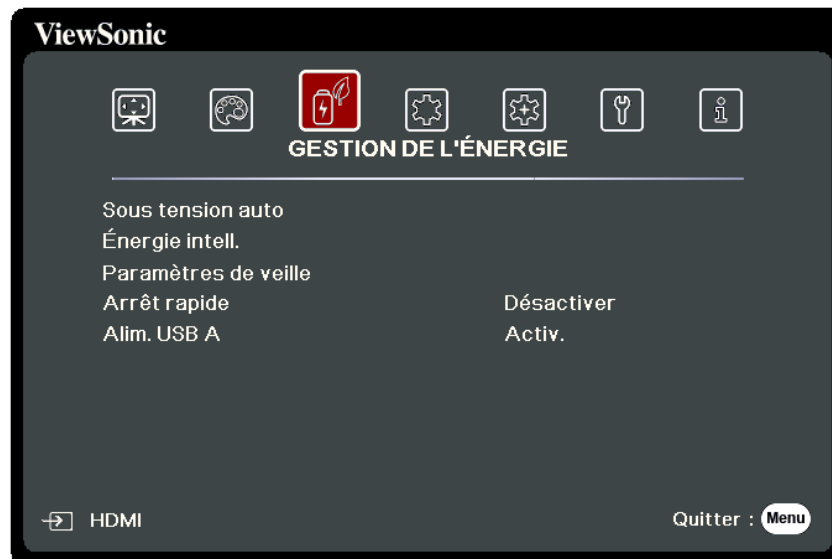 ViewSonic
GESTION DE L'ÉNERGIE
Sous tension auto
Énergie intell.
Paramètres de veille
Arrêt rapide Désactiver
Alim. USB A Activ.
HDMI Quitter : Menu